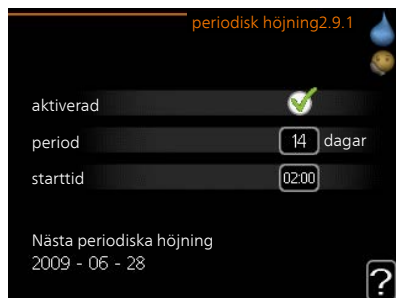 periodisk höjning2.9.1
aktiverad
period 14 dagar
starttid 02:00
Nästa periodiska höjning
2009 - 06 - 28
?